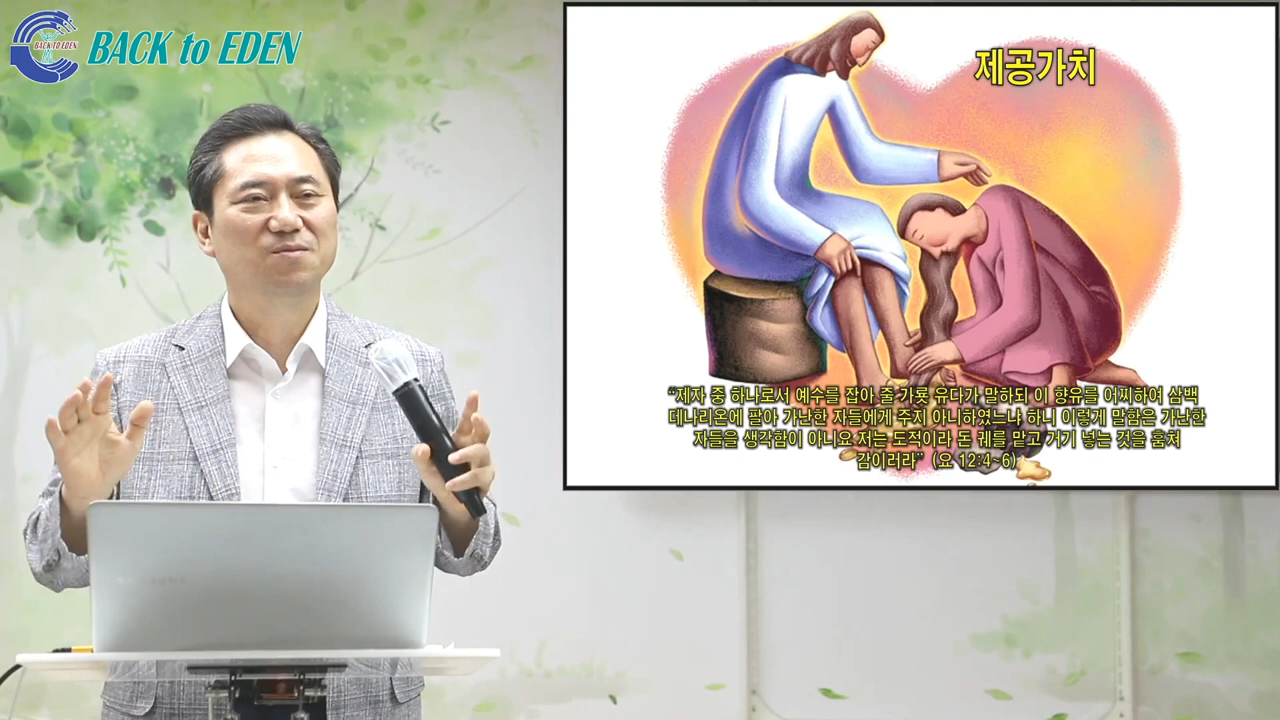 BACK TO EDEN
BACK to EDEN
제공가치
“제자 중 하나로서 예수를 잡아 줄 가룟 유다가 말하되 이 향유를 어찌하여 삼백
데나리온에 팔아 가난한 자들에게 주지 아니하였느냐 하니 이렇게 말함은 가난한
자들을 생각함이 아니요 저는 도적이라 돈 궤를 맡고 거기 넣는 것을 훔쳐
감이러라” (요 12:4~6)